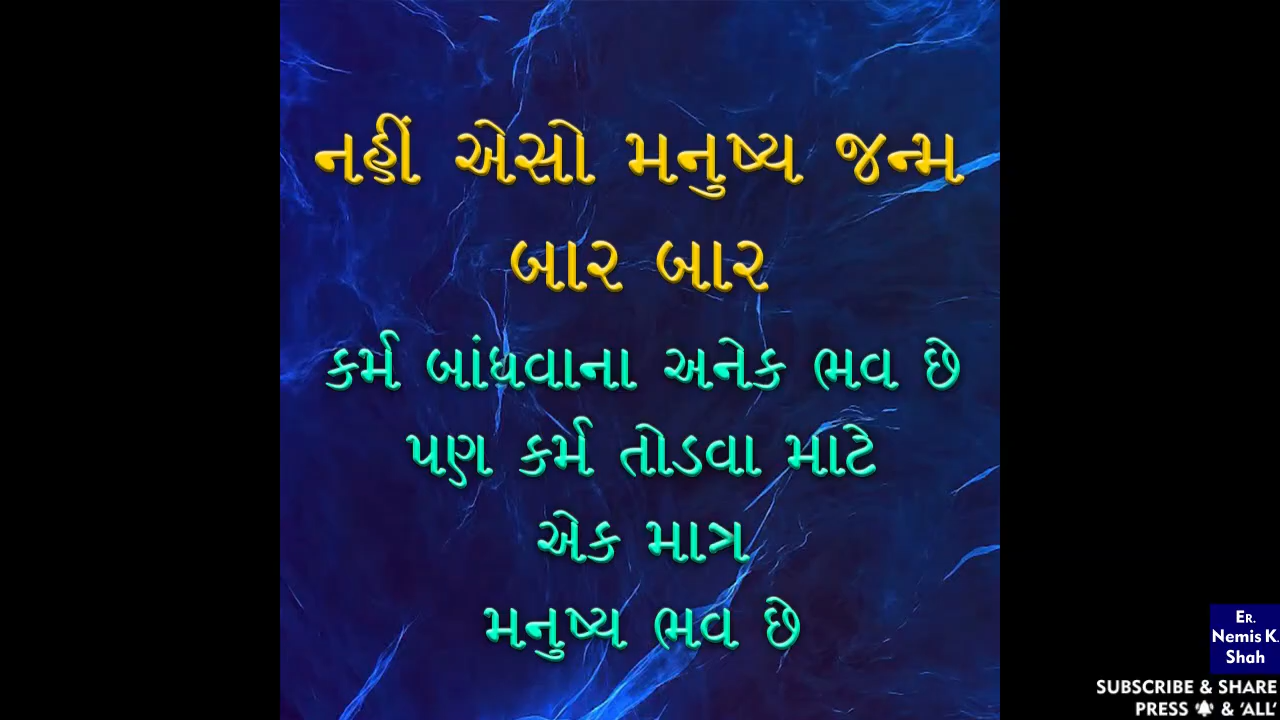 નહીં એસો મનુષ્ય જન્મ
બાર બાર
કર્મ બાંધવાના અનેક ભવ છે
પણ કર્મ તોડવા માટે
એક માત્ર
મનુષ્ય ભવ છે
ER.
Nemis K.
Shah
SUBSCRIBE & SHARE
PRESS 🔔 & 'ALL'